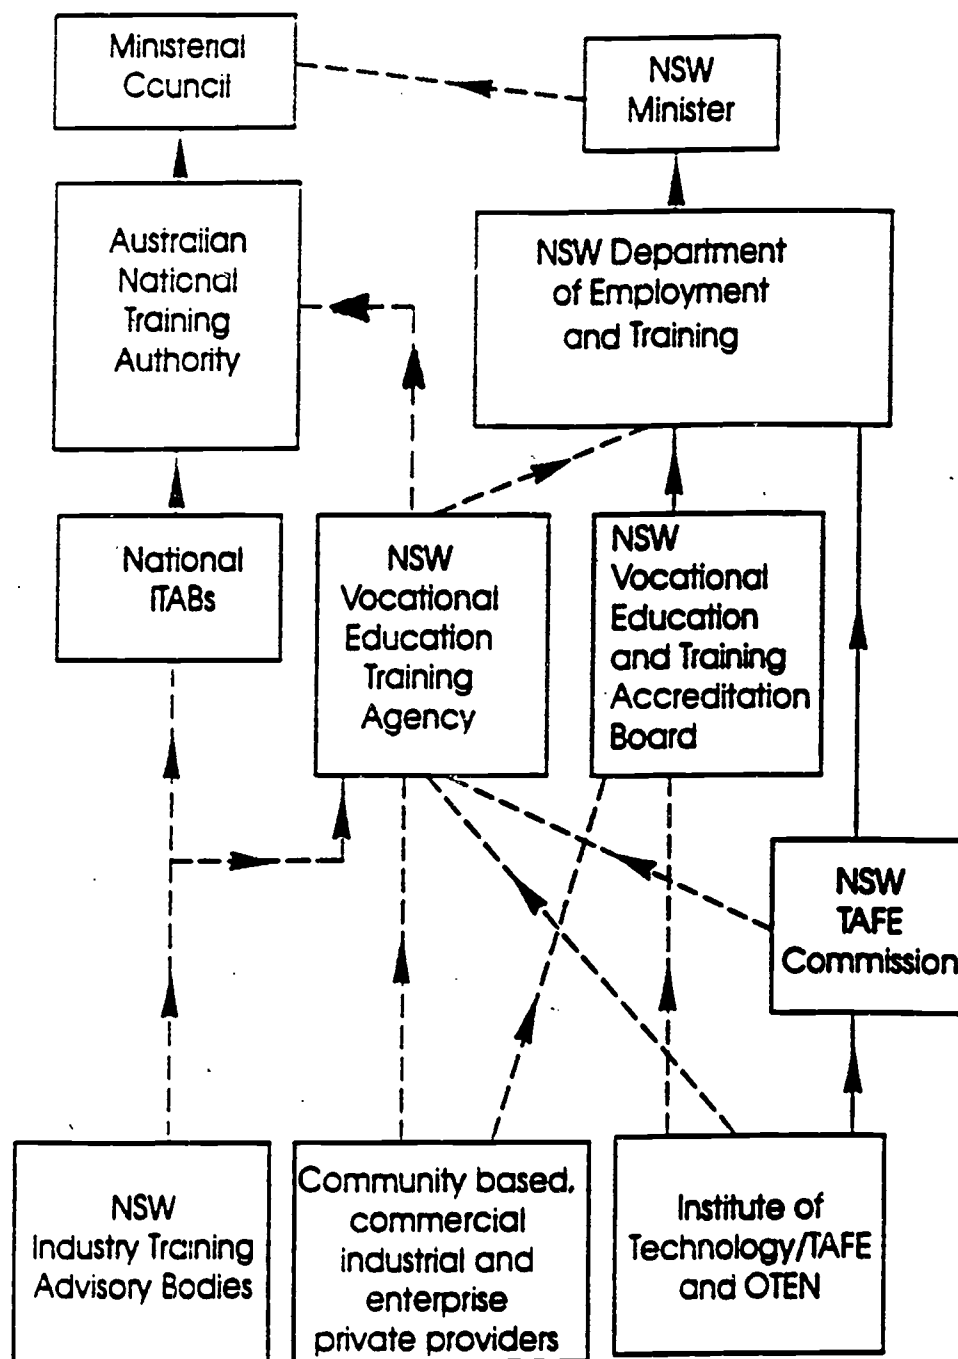 Ministerial
Council
NSW
Minister
Australian
National
Training
Authority
NSW Department
of Employment
and Training
National
ITABs
NSW
Vocational
Education
Training
Agency
NSW
Vocational
Education
and Training
Accreditation
Board
NSW
TAFE
Commission
NSW
Industry Training
Advisory Bodies
Community based,
commercial
industrial and
enterprise
private providers
Institute of
Technology/TAFE
and OTEN